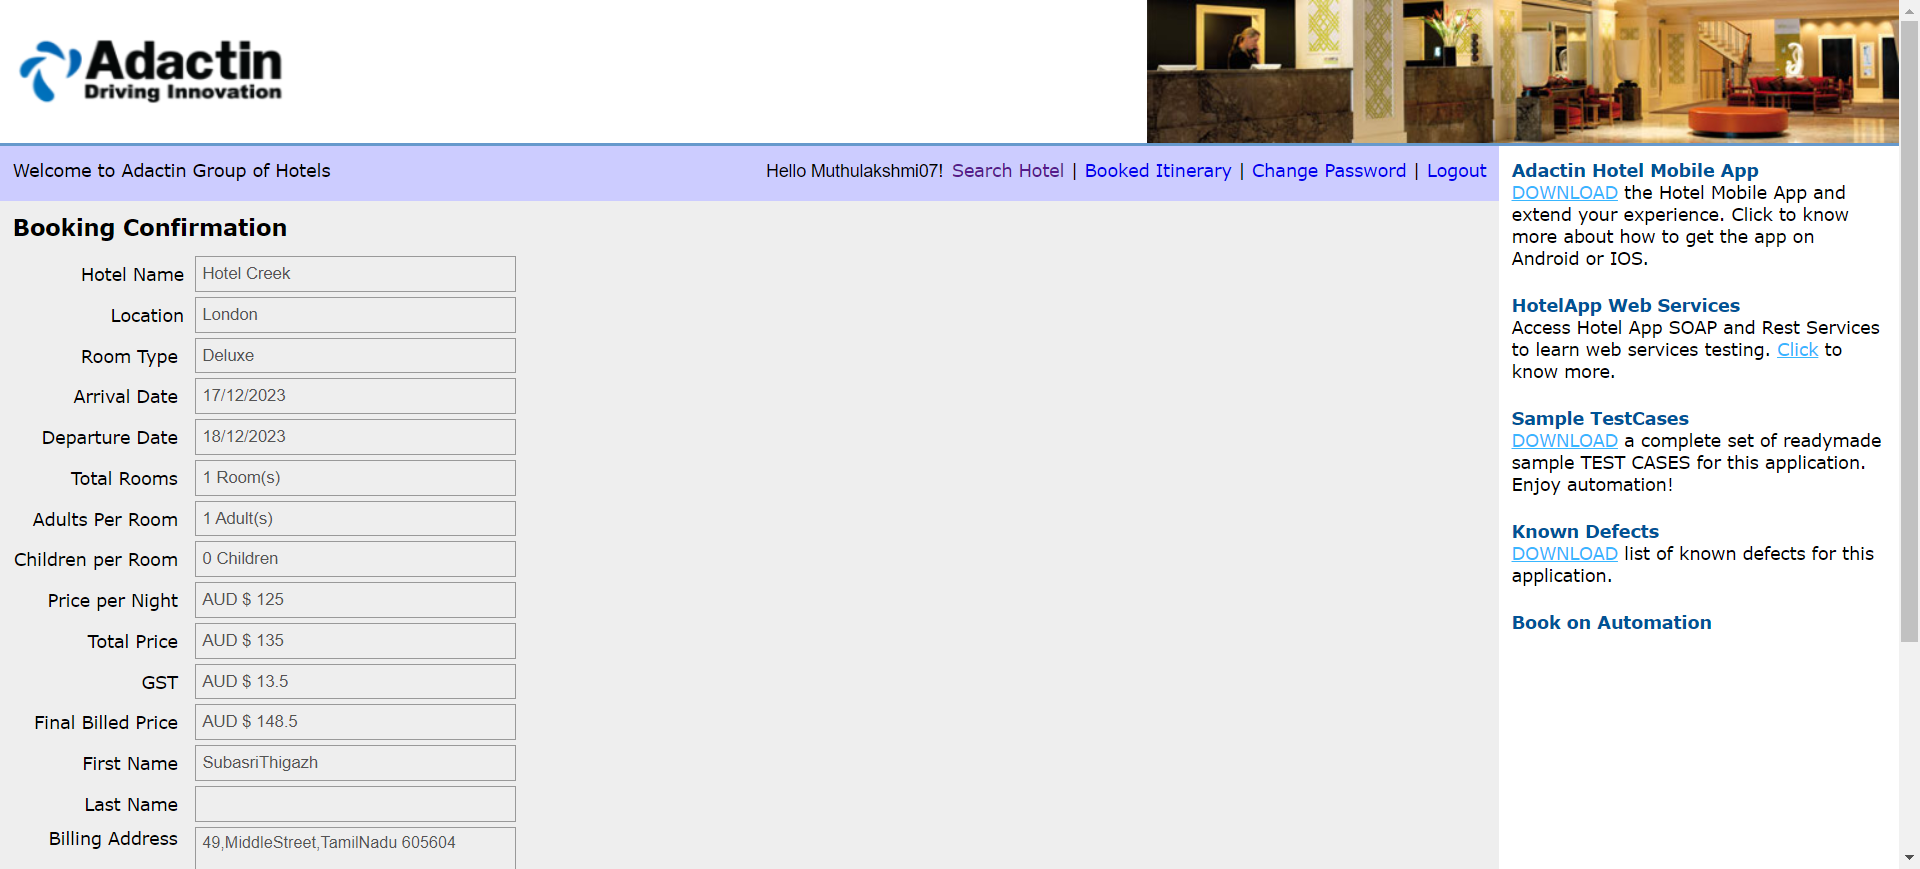 Adactin
Driving Innovation
Welcome to Adactin Group of Hotels
Hello Muthulakshmi07! Search Hotel | Booked Itinerary | Change Password | Logout
Booking Confirmation
Hotel Name Hotel Creek
Location London
Room Type Deluxe
Arrival Date 17/12/2023
Departure Date 18/12/2023
Total Rooms 1 Room(s)
Adults Per Room 1 Adult(s)
Children per Room 0 Children
Price per Night AUD $ 125
Total Price AUD $ 135
GST AUD $ 13.5
Final Billed Price AUD $ 148.5
First Name SubasriThigazh
Last Name
Billing Address 49,MiddleStreet,TamilNadu 605604
Adactin Hotel Mobile App
DOWNLOAD the Hotel Mobile App and
extend your experience. Click to know
more about how to get the app on
Android or IOS.
HotelApp Web Services
Access Hotel App SOAP and Rest Services
to learn web services testing. Click to
know more.
Sample TestCases
DOWNLOAD a complete set of readymade
sample TEST CASES for this application.
Enjoy automation!
Known Defects
DOWNLOAD list of known defects for this
application.
Book on Automation